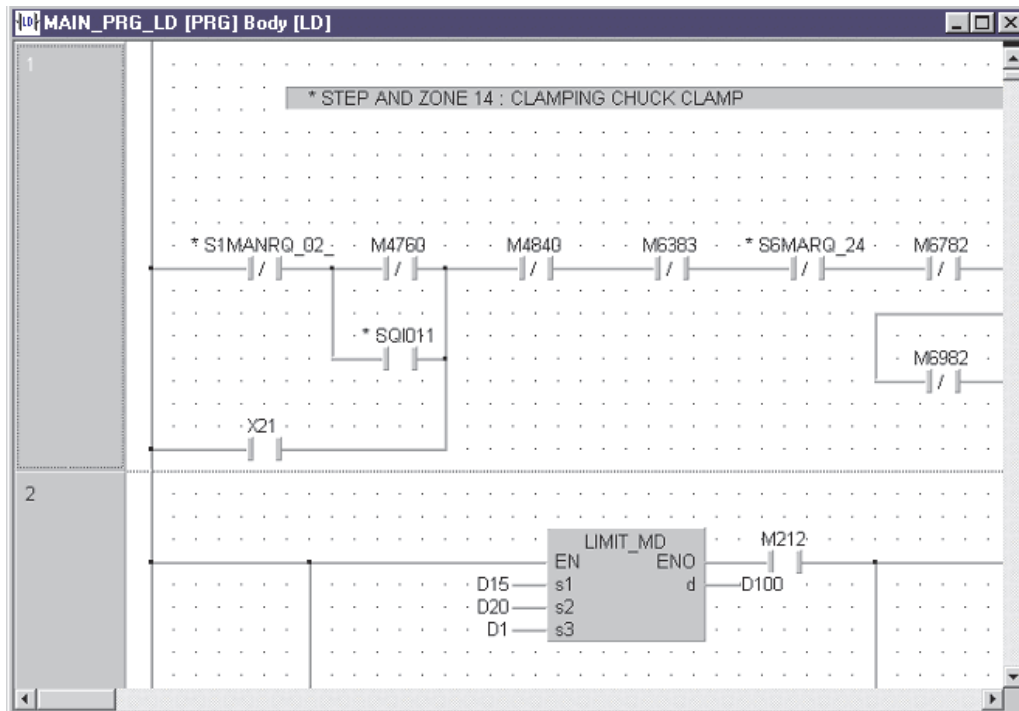 LD MAIN_PRG_LD [PRG] Body [LD]
1
* STEP AND ZONE 14 : CLAMPING CHUCK CLAMP
* S1MANRQ_02_ M4760 M4840 M6383 * S6MARQ_24 M6782
* SQI011
M6982
X21
2
LIMIT_MD M212
EN ENO
D15 s1 d D100
D20 s2
D1 s3